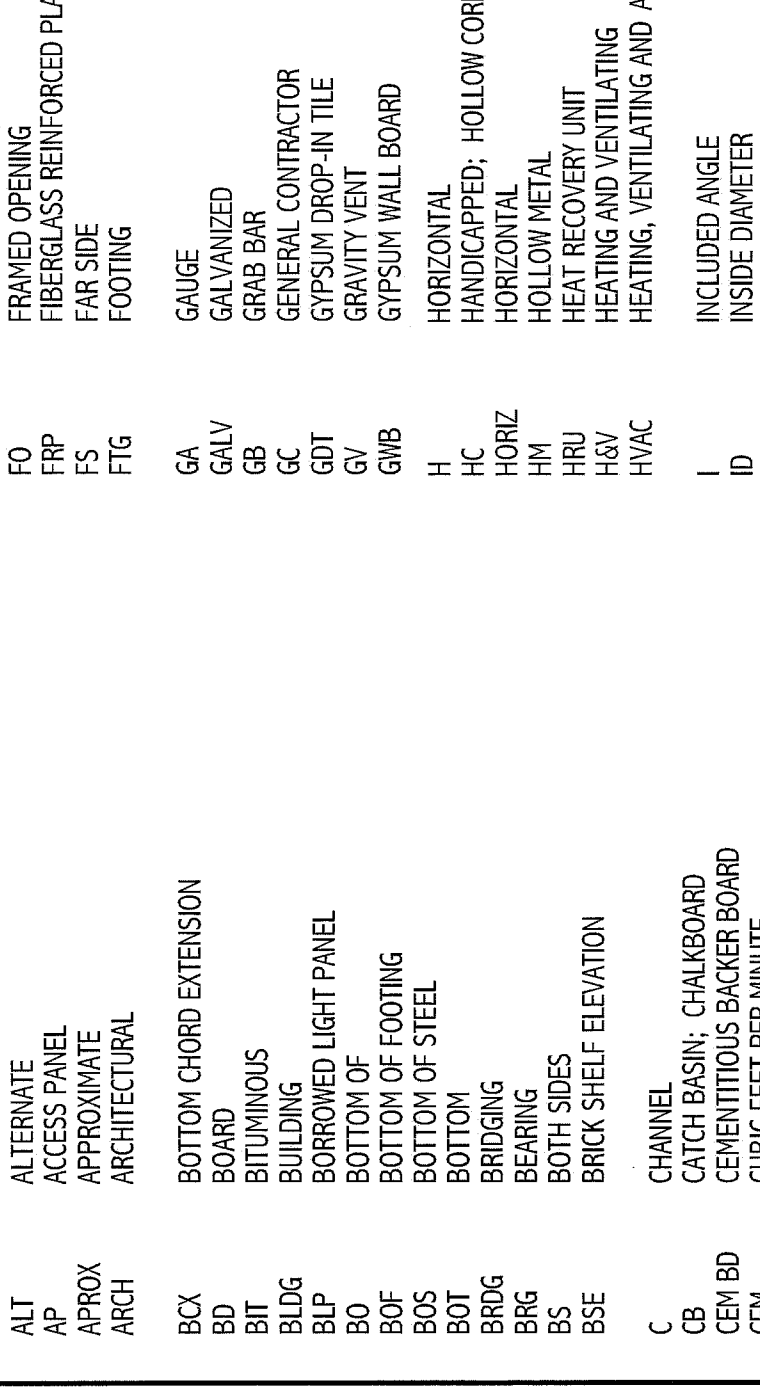 ALT ALTERNATE
AP ACCESS PANEL
APROX APPROXIMATE
ARCH ARCHITECTURAL
BCX BOTTOM CHORD EXTENSION
BD BOARD
BIT BITUMINOUS
BLDG BUILDING
BLP BORROWED LIGHT PANEL
BO BOTTOM OF
BOF BOTTOM OF FOOTING
BOS BOTTOM OF STEEL
BOT BOTTOM
BRDG BRIDGING
BRG BEARING
BS BOTH SIDES
BSE BRICK SHELF ELEVATION
C CHANNEL
CB CATCH BASIN; CHALKBOARD
CEM BD CEMENTITIOUS BACKER BOARD
CUBIC FEET PER MINUTE
FO FRAMED OPENING
FRP FIBERGLASS REINFORCED PLA
FS FAR SIDE
FTG FOOTING
GA GAUGE
GALV GALVANIZED
GB GRAB BAR
GC GENERAL CONTRACTOR
GDT GYPSUM DROP-IN TILE
GV GRAVITY VENT
GWB GYPSUM WALL BOARD
H HORIZONTAL
HC HANDICAPPED; HOLLOW COR
HORIZ HORIZONTAL
HM HOLLOW METAL
HRU HEAT RECOVERY UNIT
H&V HEATING AND VENTILATING
HVAC HEATING, VENTILATING AND A
I INCLUDED ANGLE
ID INSIDE DIAMETER